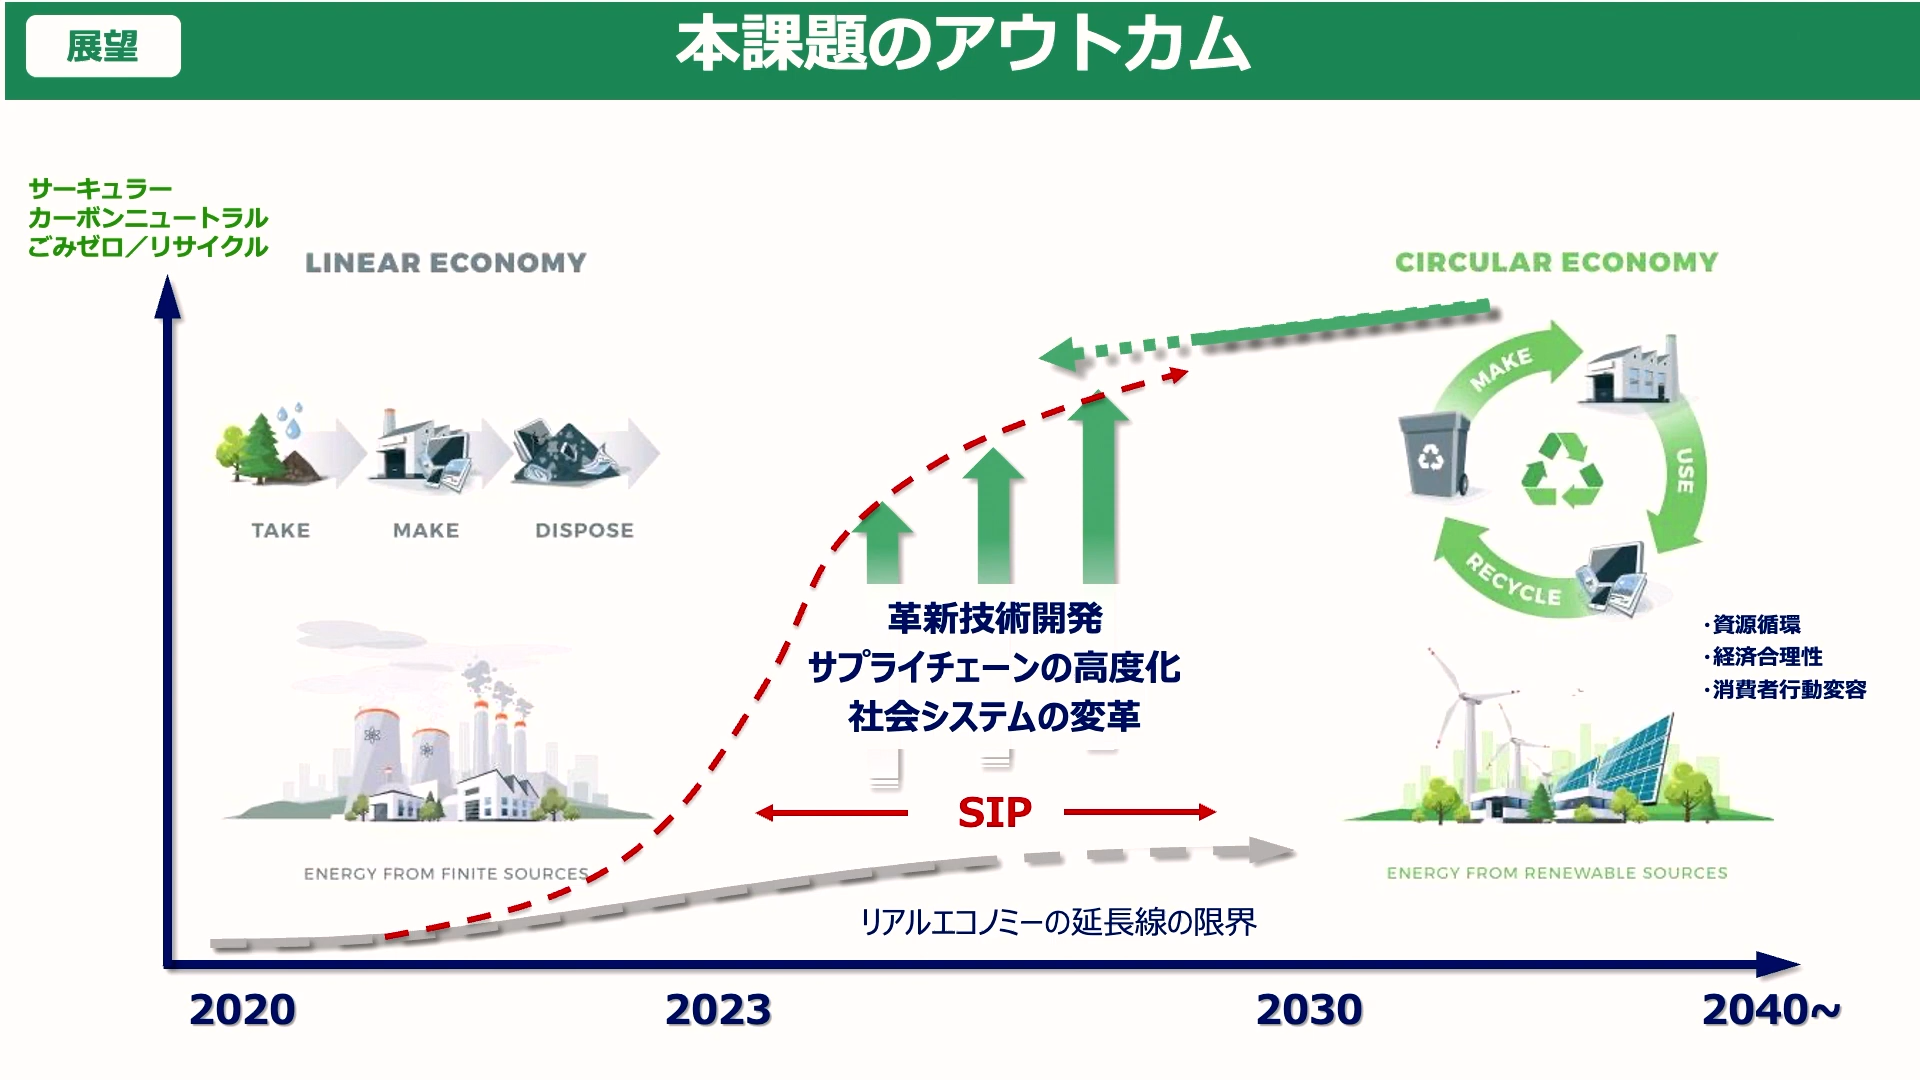 展望
本課題のアウトカム
サーキュラー
カーボンニュートラル
ごみゼロ／リサイクル
LINEAR ECONOMY
TAKE
MAKE
DISPOSE
ENERGY FROM FINITE SOURCES
革新技術開発
サプライチェーンの高度化
社会システムの変革
SIP
リアルエコノミーの延長線の限界
CIRCULAR ECONOMY
MAKE
USE
RECYCLE
・資源循環
・経済合理性
・消費者行動変容
ENERGY FROM RENEWABLE SOURCES
2020
2023
2030
2040~